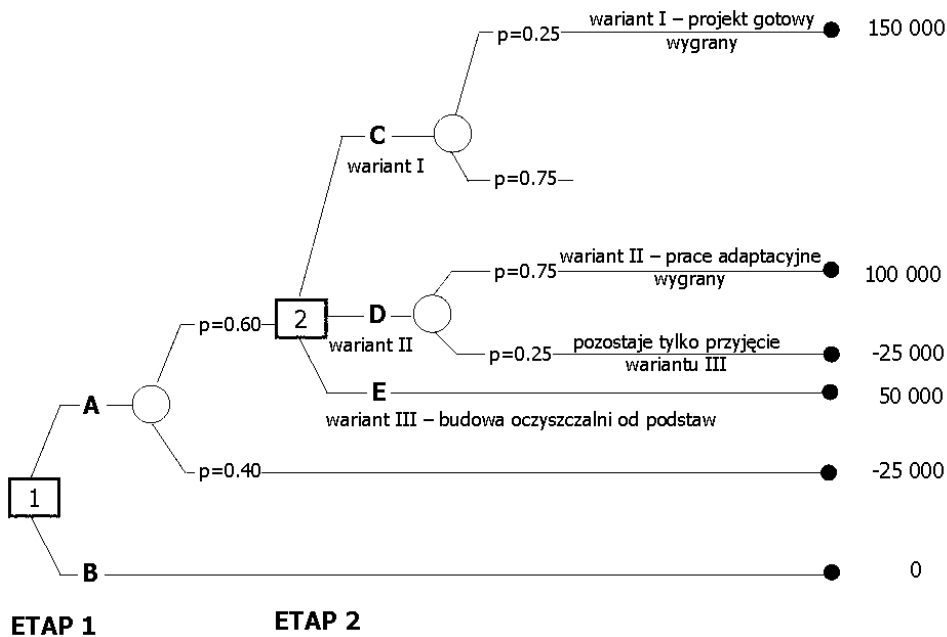 wariant I – projekt gotowy
p=0.25
wygrany
150 000
C
wariant I
p=0.75
wariant II – prace adaptacyjne
p=0.75
wygrany
100 000
p=0.60
2
D
wariant II
pozostaje tylko przyjęcie
p=0.25
wariantu III
-25 000
E
50 000
wariant III – budowa oczyszczalni od podstaw
A
p=0.40
-25 000
1
B
0
ETAP 1
ETAP 2